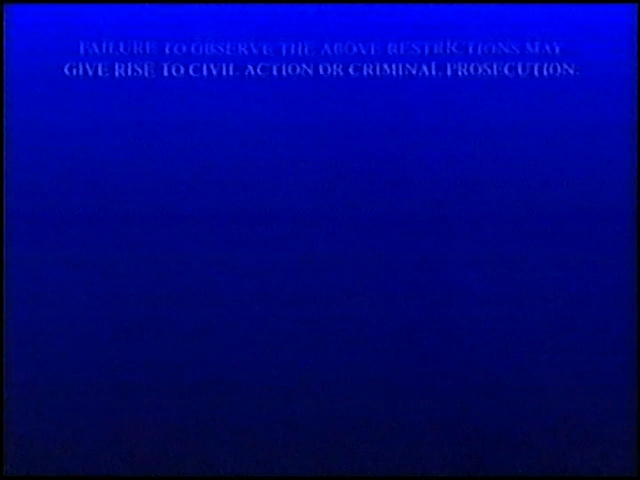 FAILURE TO OBSERVE THE ABOVE RESTRICTIONS MAY
GIVE RISE TO CIVIL ACTION OR CRIMINAL PROSECUTION.